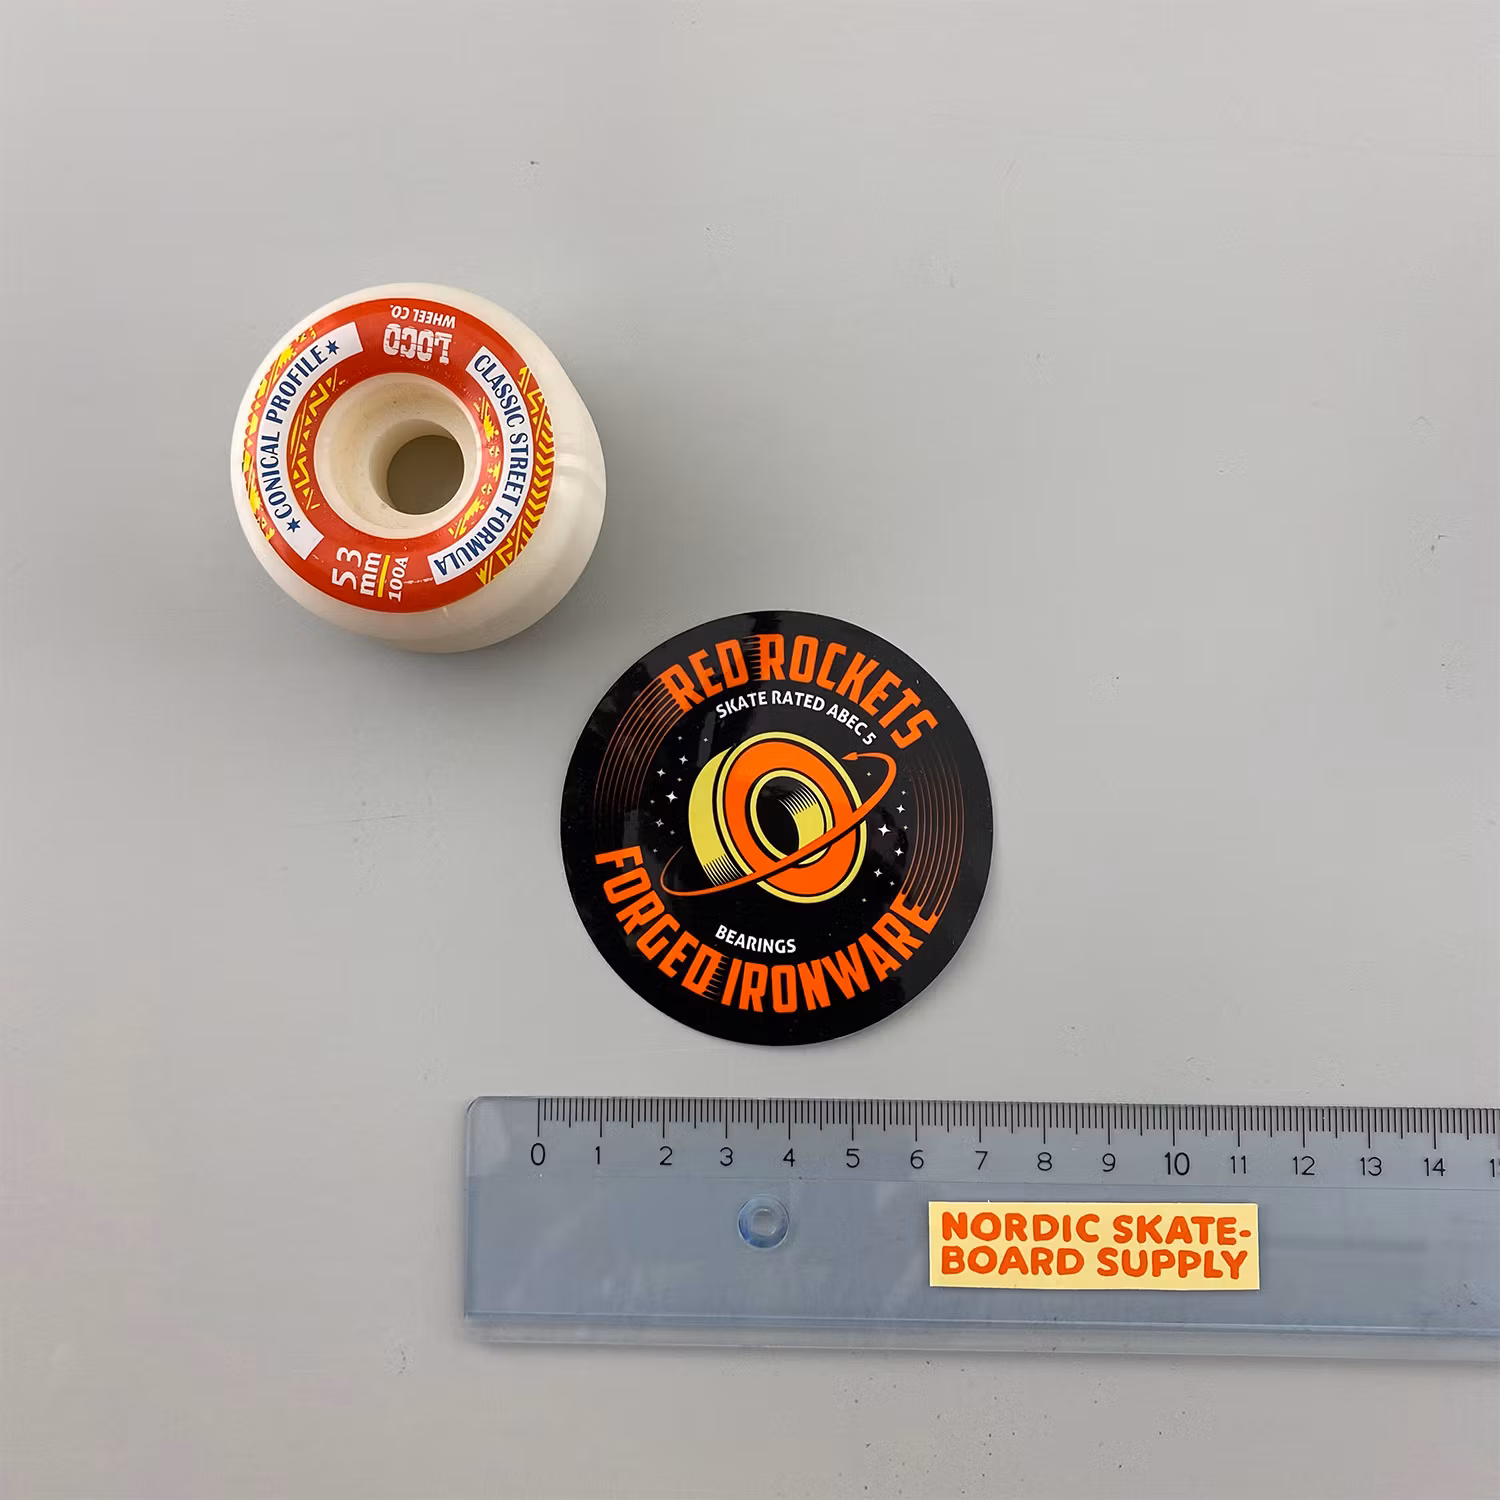 LOCO
WHEEL CO.
★CONICAL PROFILE★
CLASSIC STREET FORMULA
53
mm
100A
RED ROCKETS
SKATE RATED ABEC 5
BEARINGS
FORGED IRONWARE
0 1 2 3 4 5 6 7 8 9 10 11 12 13 14
NORDIC SKATE-
BOARD SUPPLY